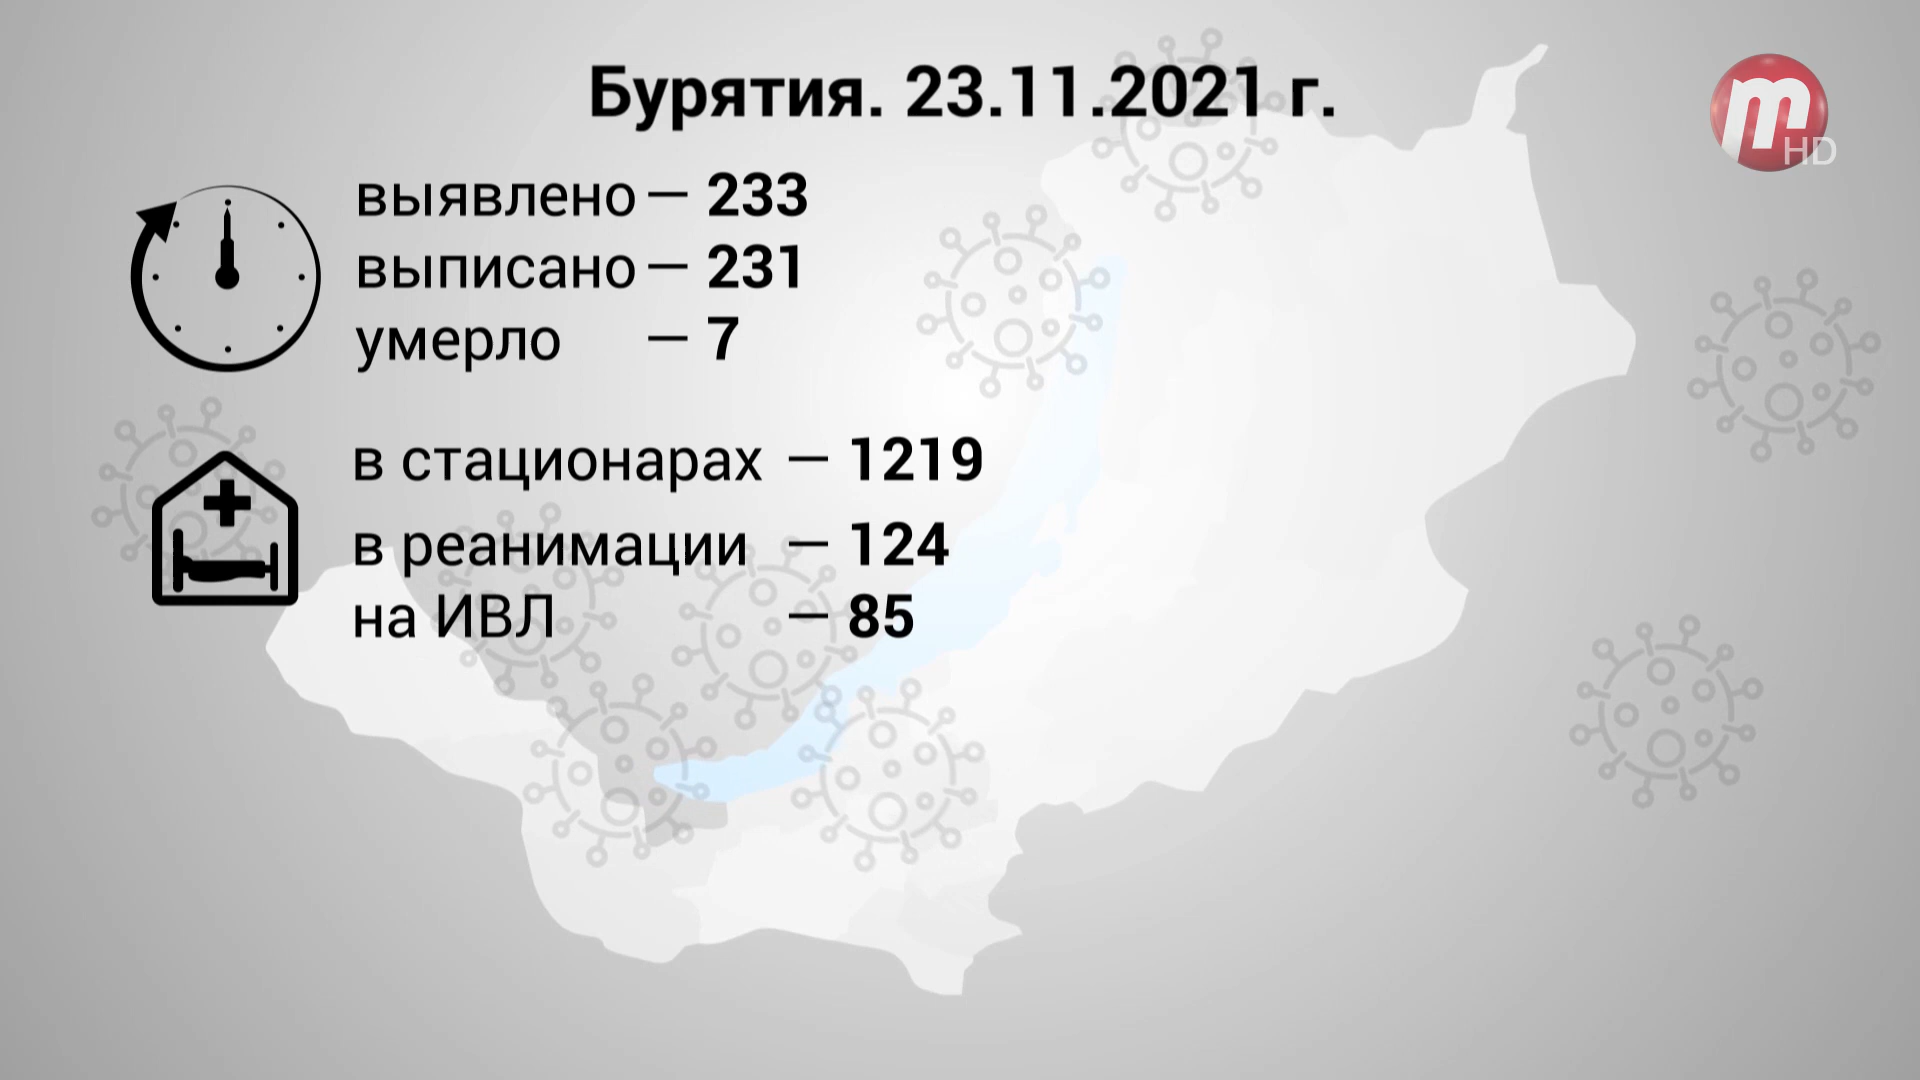 Бурятия. 23.11.2021 г.
m HD
выявлено — 233
выписано — 231
умерло — 7
в стационарах — 1219
в реанимации — 124
на ИВЛ — 85